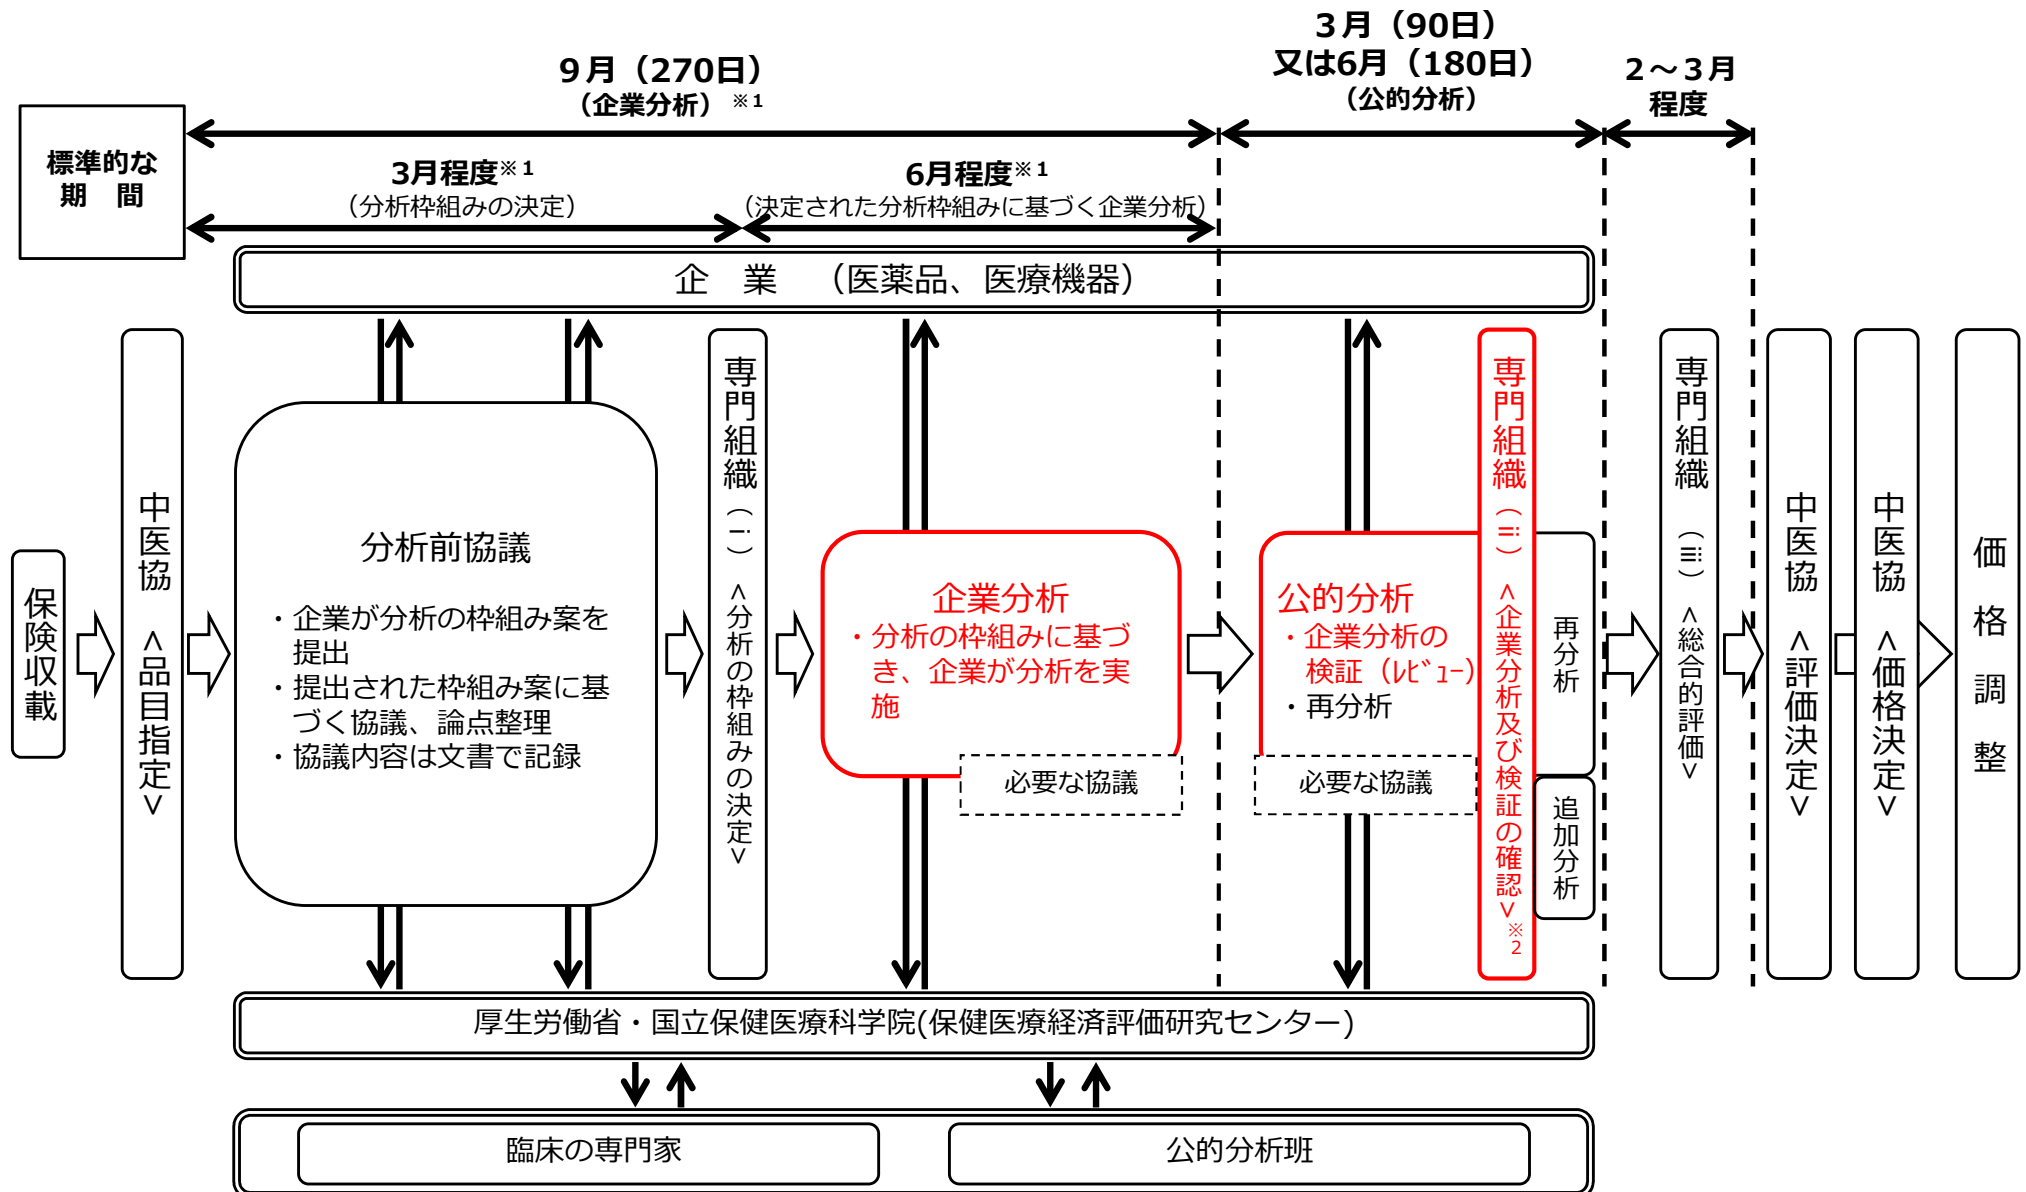 ３月（90日）
又は6月（180日）
（公的分析）
９月（270日）
（企業分析）※１
２～３月
程度
標準的な
期　間
3月程度※１
（分析枠組みの決定）
6月程度※１
（決定された分析枠組みに基づく企業分析）
企　業　（医薬品、医療機器）
保険収載
中医協　＜品目指定＞
分析前協議
・企業が分析の枠組み案を
提出
・提出された枠組み案に基
づく協議、論点整理
・協議内容は文書で記録
専門組織（ⅰ）＜分析の枠組みの決定＞
企業分析
・分析の枠組みに基づ
き、企業が分析を実
施
必要な協議
公的分析
・企業分析の
検証（ﾚﾋﾞｭｰ）
・再分析
必要な協議
専門組織（ⅱ）＜企業分析及び検証の確認＞※2
再分析
追加分析
専門組織（ⅲ）＜総合的評価＞
中医協　＜評価決定＞
中医協　＜価格決定＞
価格調整
厚生労働省・国立保健医療科学院(保健医療経済評価研究センター)
臨床の専門家
公的分析班